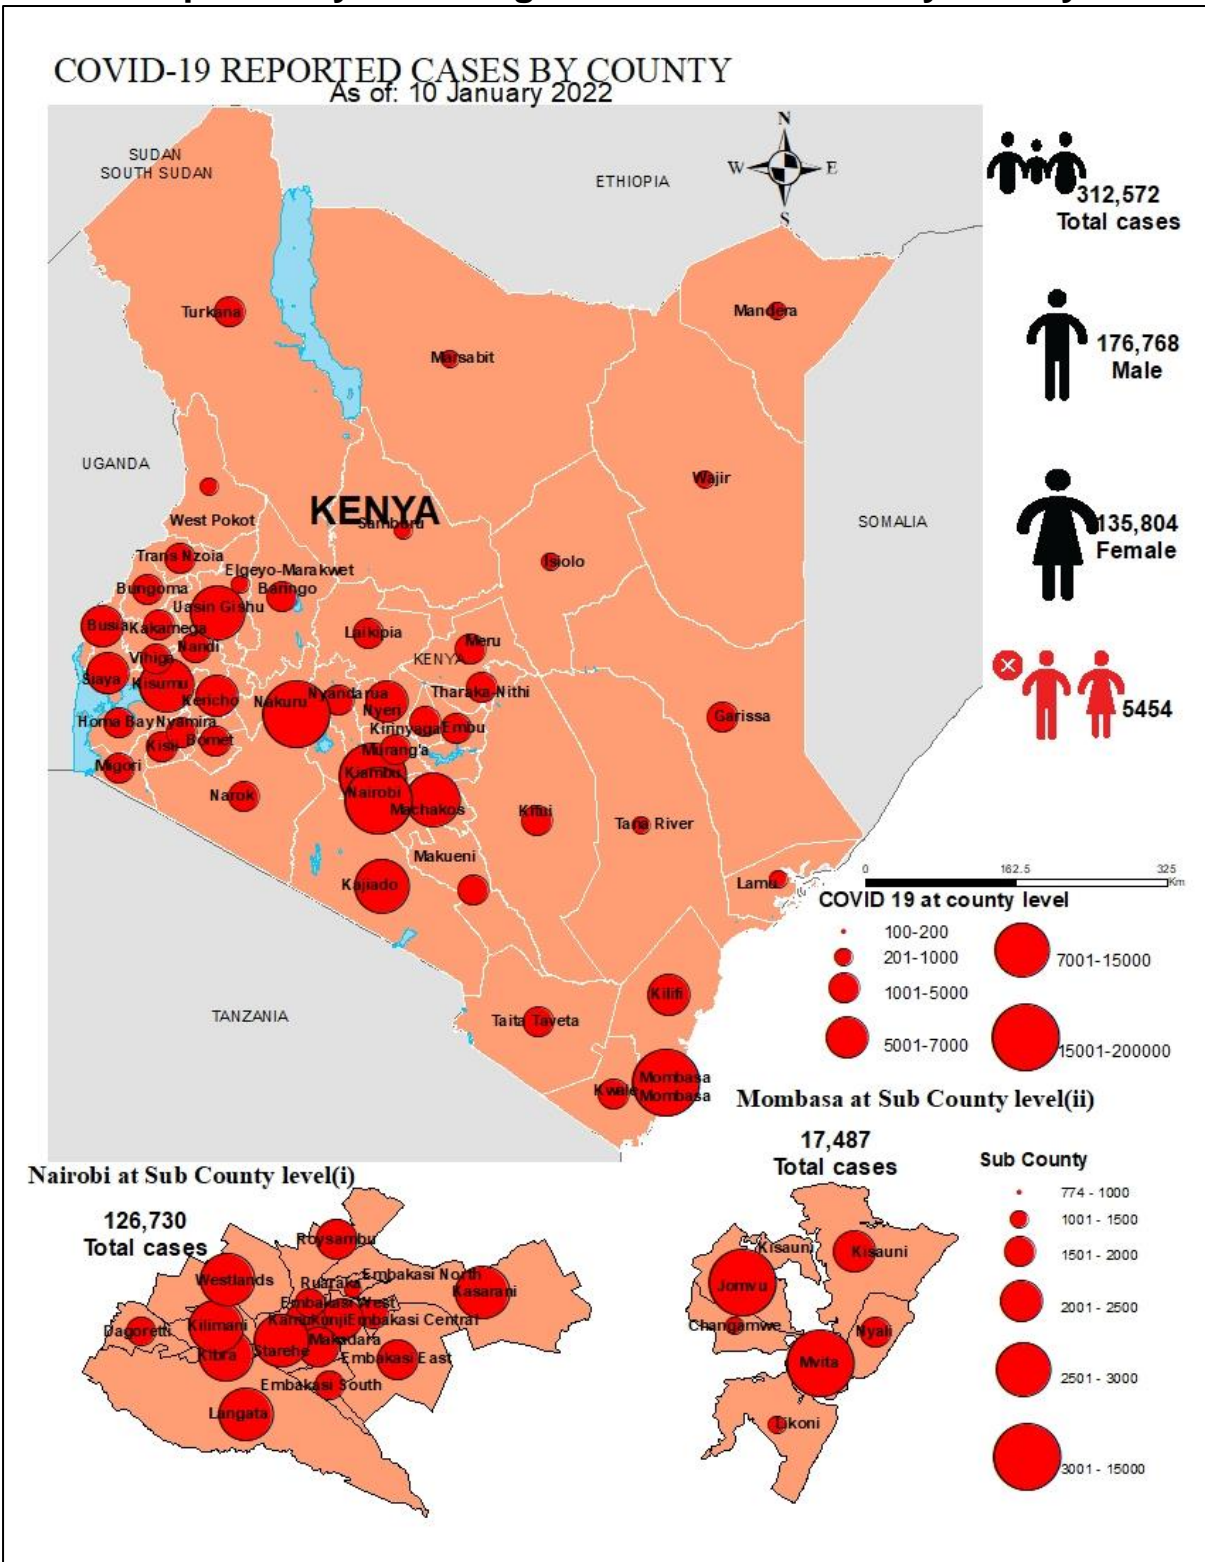 COVID-19 REPORTED CASES BY COUNTY
As of: 10 January 2022
N
W
E
S
SUDAN
SOUTH SUDAN
ETHIOPIA
312,572
Total cases
Turkana
Mandera
Marsabit
176,768
Male
UGANDA
Wajir
West Pokot
KENYA
Samburu
SOMALIA
135,804
Female
Trans Nzoia
Elgeyo-Marakwet
Isiolo
Bungoma
Baringo
Uasin Gishu
Busia
Kakamega
Laikipia
Nandi
Meru
Vihiga
KENYA
Siaya
Kisumu
Kericho
Nakuru
Nyandarua
Tharaka-Nithi
Nyeri
5454
Homa Bay
Nyamira
Kirinyaga
Embu
Garissa
Kisii
Bomet
Murang'a
Migori
Kiambu
Narok
Nairobi
Machakos
Kitui
Tana River
Makueni
Kajiado
Lamu
0
162.5
325
Km
COVID 19 at county level
100-200
201-1000
1001-5000
5001-7000
7001-15000
15001-200000
Kilifi
TANZANIA
Taita Taveta
Kwale
Mombasa
Mombasa
Mombasa at Sub County level(ii)
17,487
Total cases
Sub County
774 - 1000
1001 - 1500
1501 - 2000
2001 - 2500
2501 - 3000
3001 - 15000
Kisauni
Kisauni
Jomvu
Changamwe
Nyali
Mvita
Likoni
Nairobi at Sub County level(i)
126,730
Total cases
Roysambu
Westlands
Ruaraka
Embakasi North
Kasarani
Embakasi West
Kamukunji
Embakasi Central
Dagoretti
Kilimani
Kibra
Starehe
Makadara
Embakasi East
Embakasi South
Langata